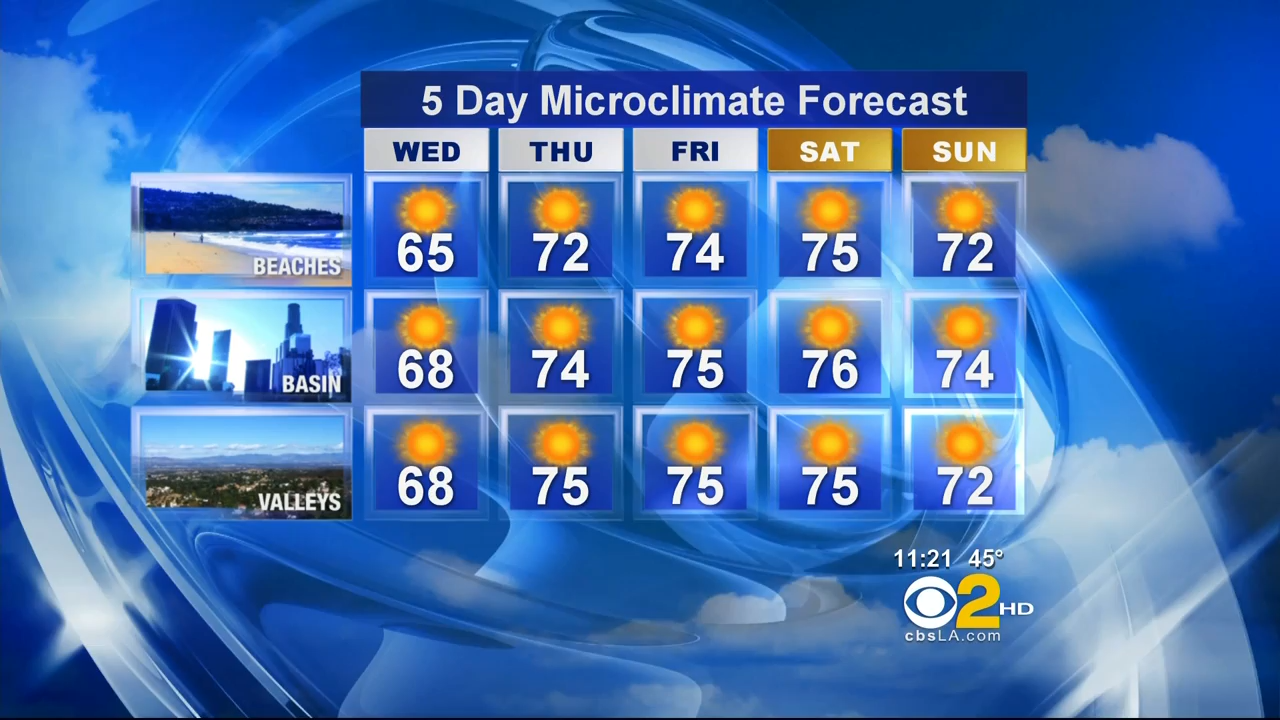 5 Day Microclimate Forecast
WED THU FRI SAT SUN
BEACHES 65 72 74 75 72
BASIN 68 74 75 76 74
VALLEYS 68 75 75 75 72
11:21 45°
2 HD
cbsLA.com